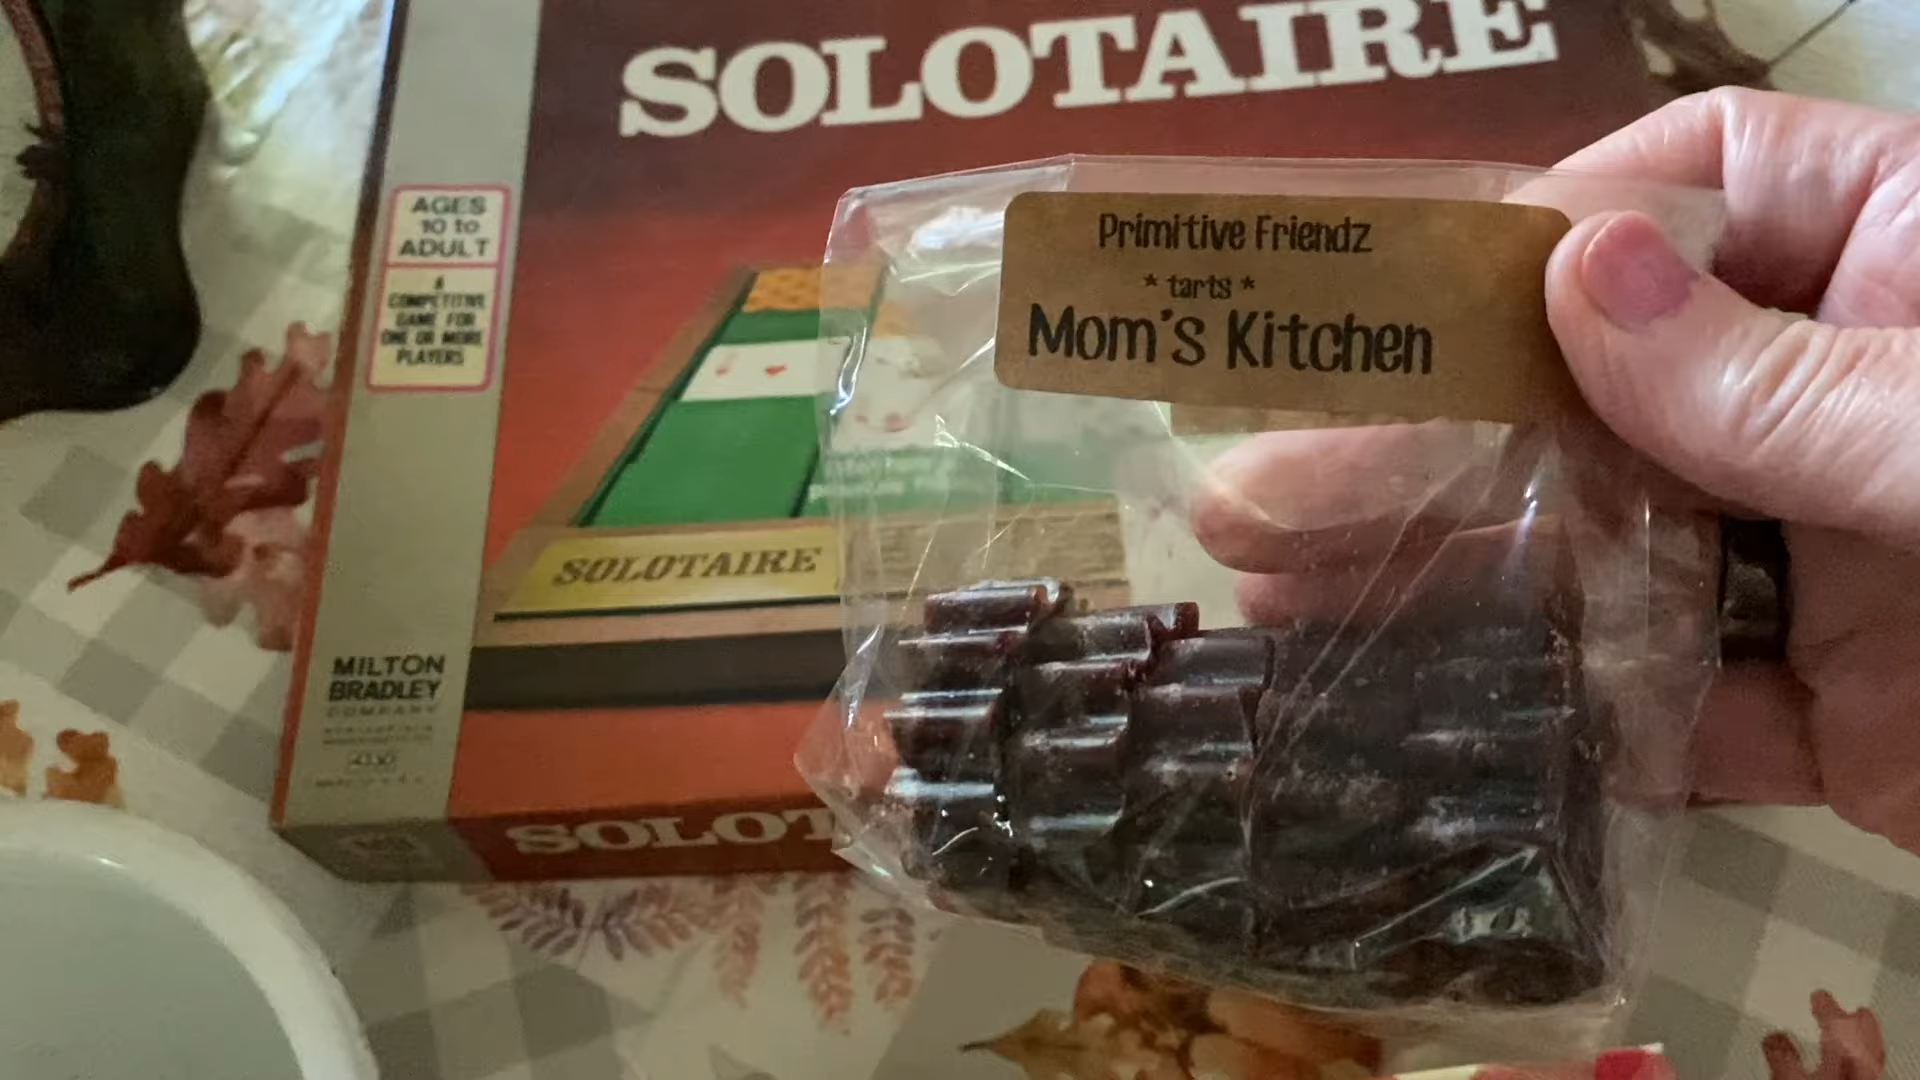 SOLOTAIRE
AGES
10 to
ADULT
A
COMPETITIVE
GAME FOR
ONE OR MORE
PLAYERS
Primitive Friendz
* tarts *
Mom's Kitchen
SOLOTAIRE
MILTON
BRADLEY
COMPANY
4330
SOLOT